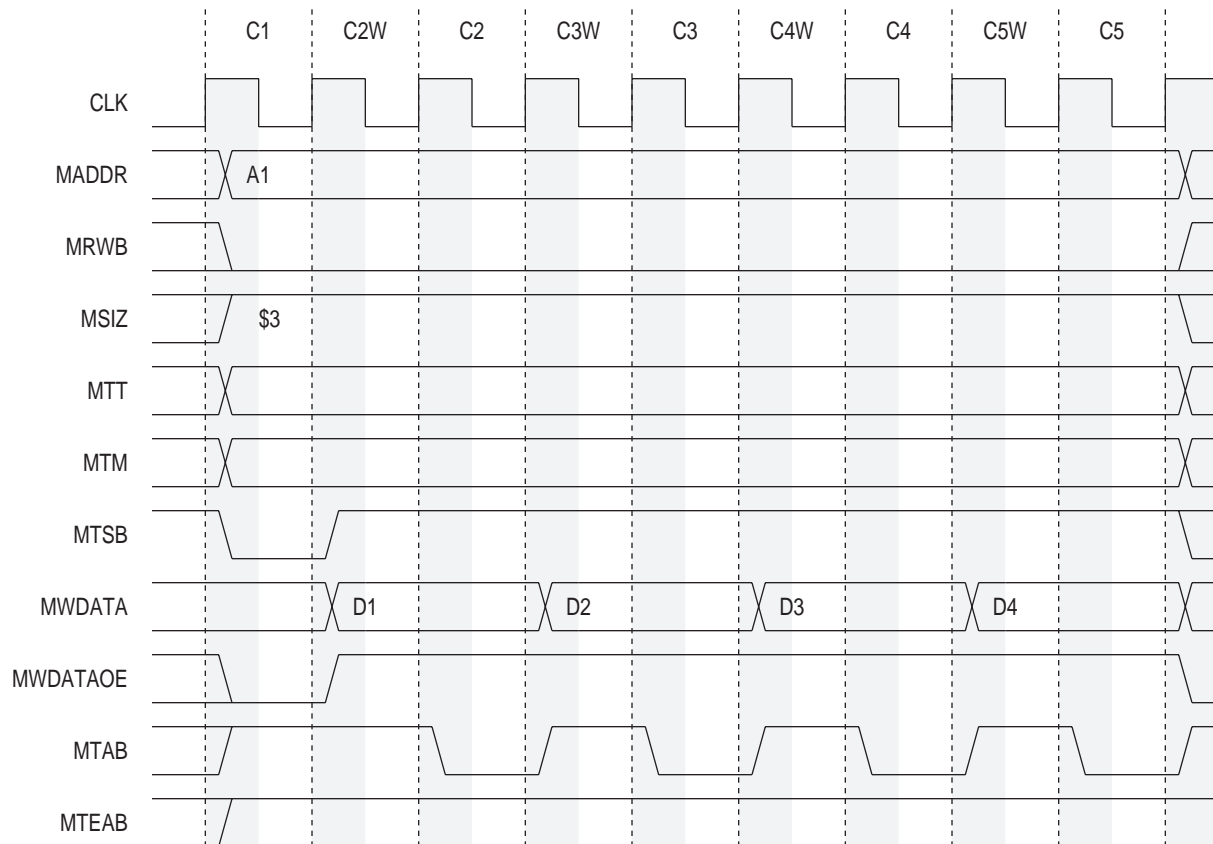 C1 C2W C2 C3W C3 C4W C4 C5W C5
CLK
MADDR A1
MRWB
MSIZ $3
MTT
MTM
MTSB
MWDATA D1 D2 D3 D4
MWDATAOE
MTAB
MTEAB